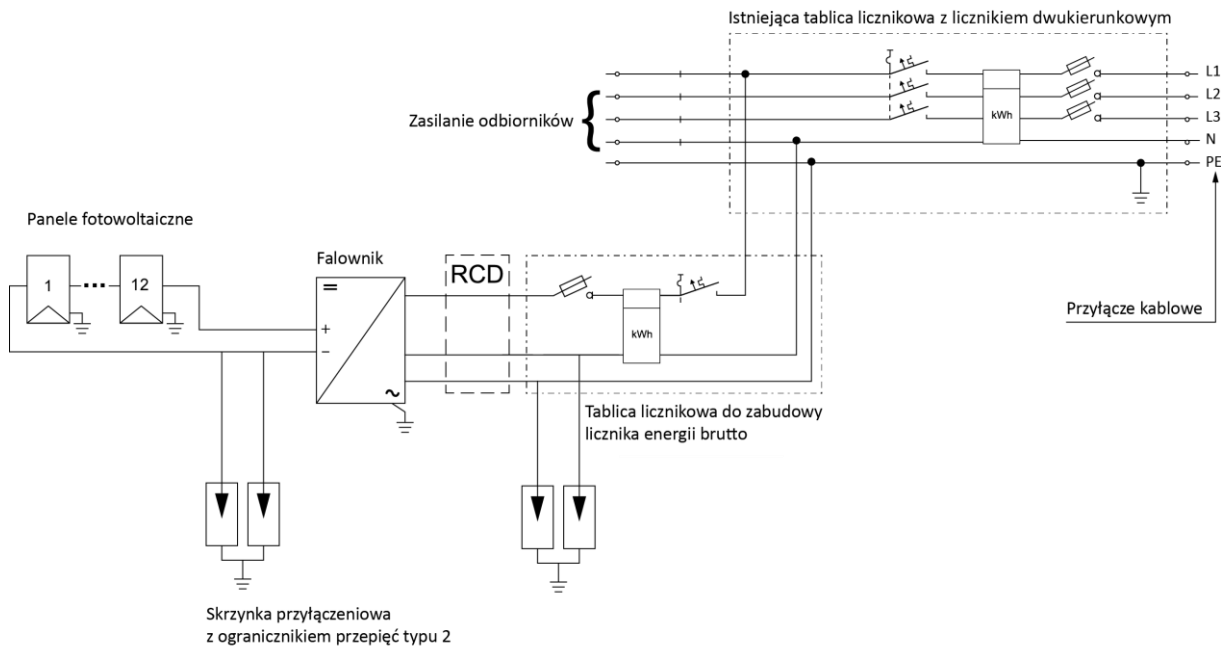 Istniejąca tablica licznikowa z licznikiem dwukierunkowym
L1
L2
L3
N
PE
kWh
Zasilanie odbiorników
Panele fotowoltaiczne
1
12
Falownik
+
−
RCD
kWh
Przyłącze kablowe
Tablica licznikowa do zabudowy
licznika energii brutto
Skrzynka przyłączeniowa
z ogranicznikiem przepięć typu 2